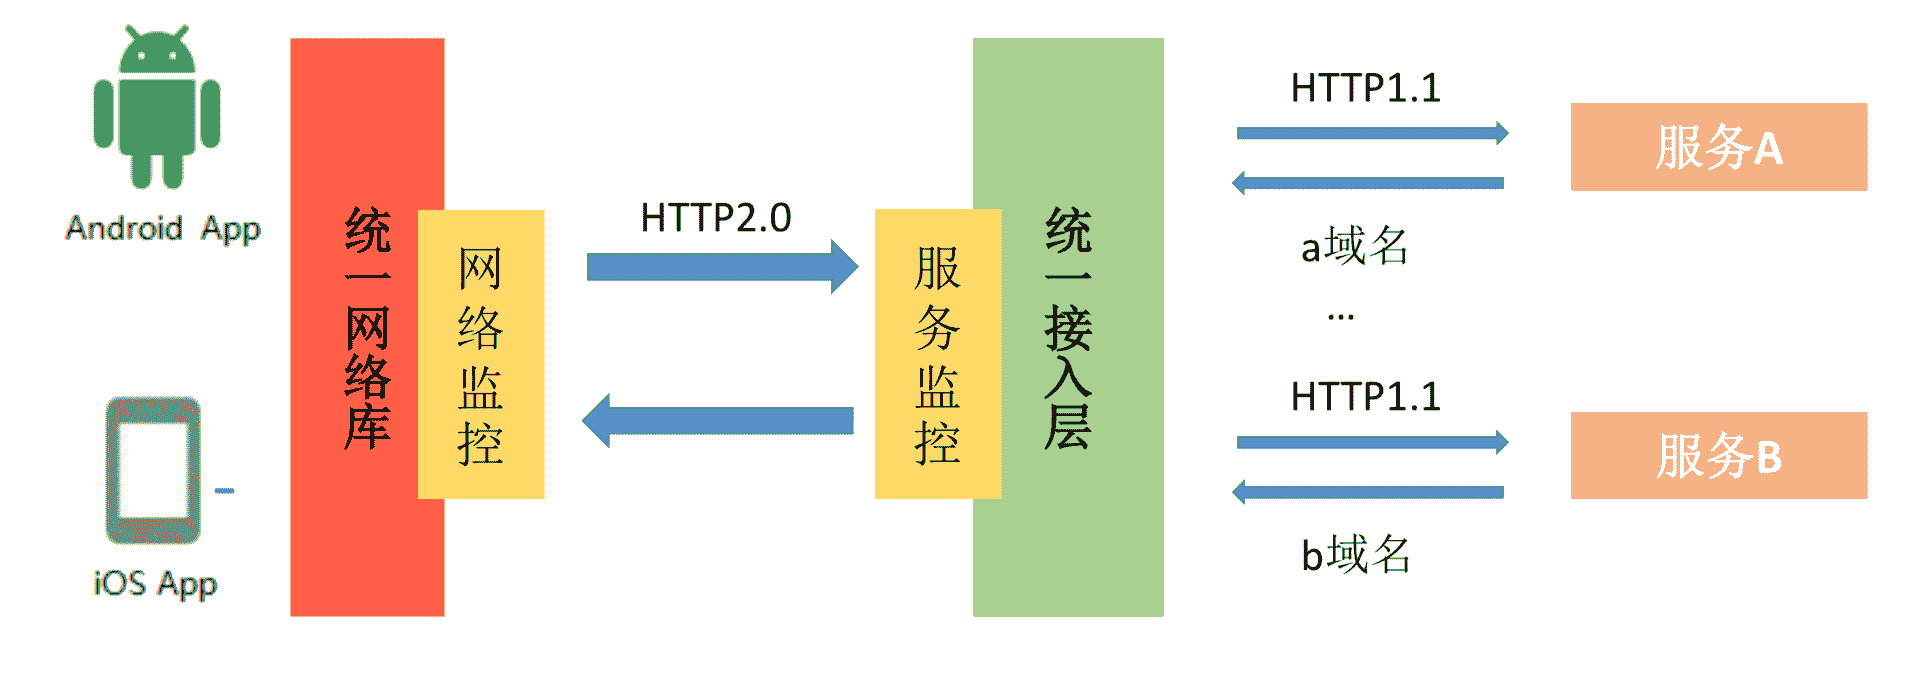 Android App
iOS App
统一网络库
网络监控
HTTP2.0
服务监控
统一接入层
HTTP1.1
a域名
...
HTTP1.1
b域名
服务A
服务B